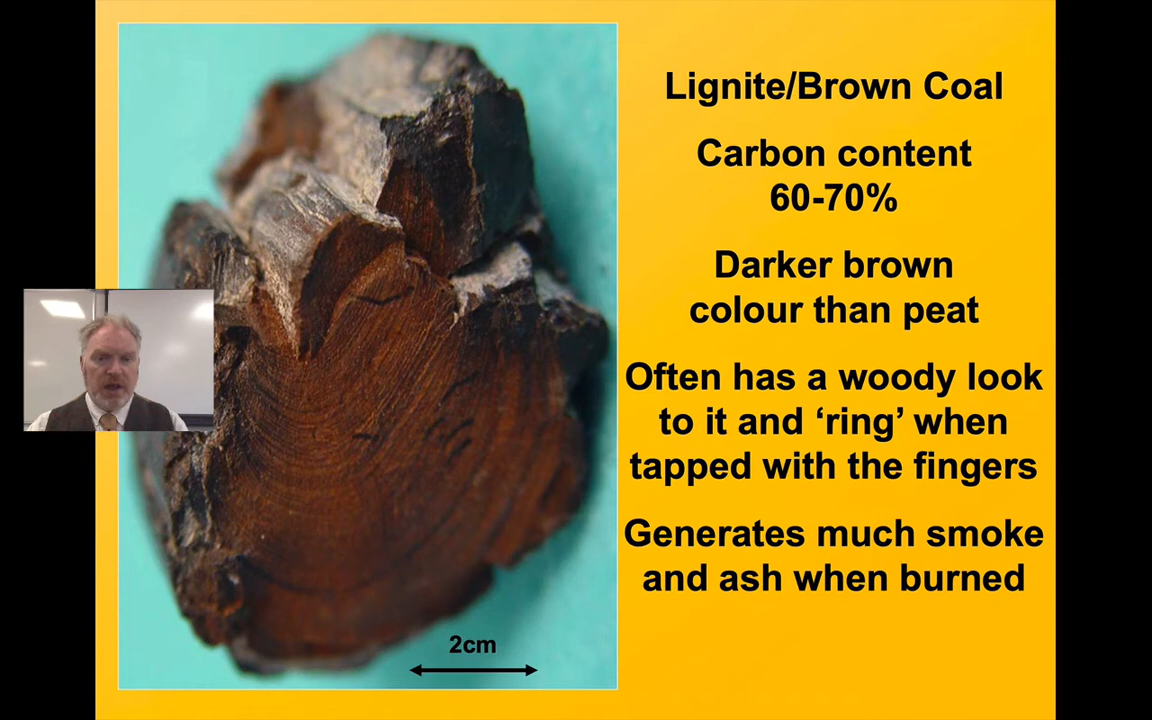 Lignite/Brown Coal
Carbon content
60-70%
Darker brown
colour than peat
Often has a woody look
to it and ‘ring’ when
tapped with the fingers
Generates much smoke
and ash when burned
2cm